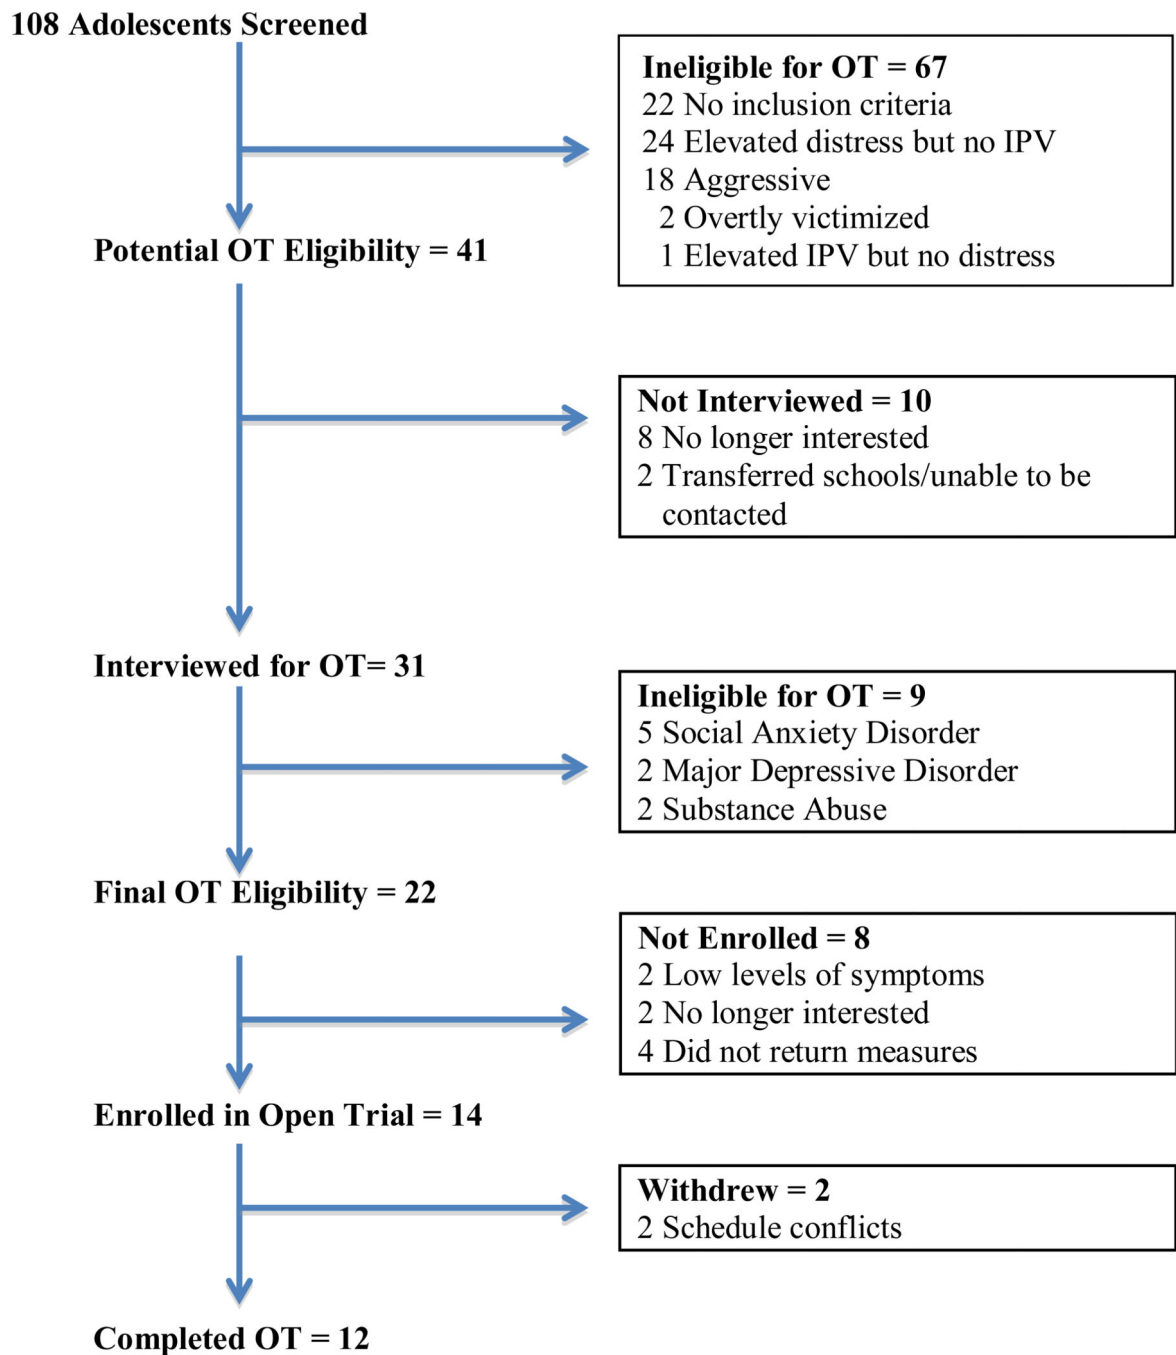 108 Adolescents Screened
Ineligible for OT = 67
22 No inclusion criteria
24 Elevated distress but no IPV
18 Aggressive
2 Overtly victimized
1 Elevated IPV but no distress
Potential OT Eligibility = 41
Not Interviewed = 10
8 No longer interested
2 Transferred schools/unable to be
contacted
Interviewed for OT= 31
Ineligible for OT = 9
5 Social Anxiety Disorder
2 Major Depressive Disorder
2 Substance Abuse
Final OT Eligibility = 22
Not Enrolled = 8
2 Low levels of symptoms
2 No longer interested
4 Did not return measures
Enrolled in Open Trial = 14
Withdrew = 2
2 Schedule conflicts
Completed OT = 12